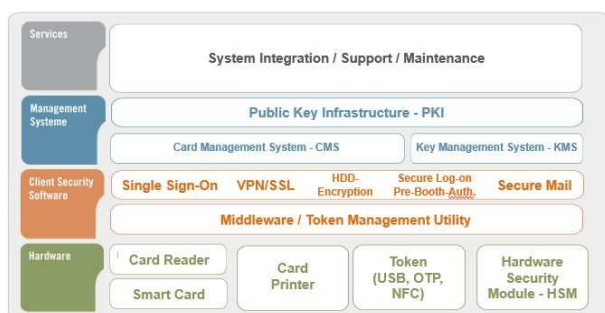 Services
System Integration / Support / Maintenance
Management
Systeme
Public Key Infrastructure - PKI
Card Management System - CMS
Key Management System - KMS
Client Security
Software
Single Sign-On
VPN/SSL
HDD-
Encryption
Secure Log-on
Pre-Booth-Auth.
Secure Mail
Middleware / Token Management Utility
Hardware
Card Reader
Smart Card
Card
Printer
Token
(USB, OTP,
NFC)
Hardware
Security
Module - HSM